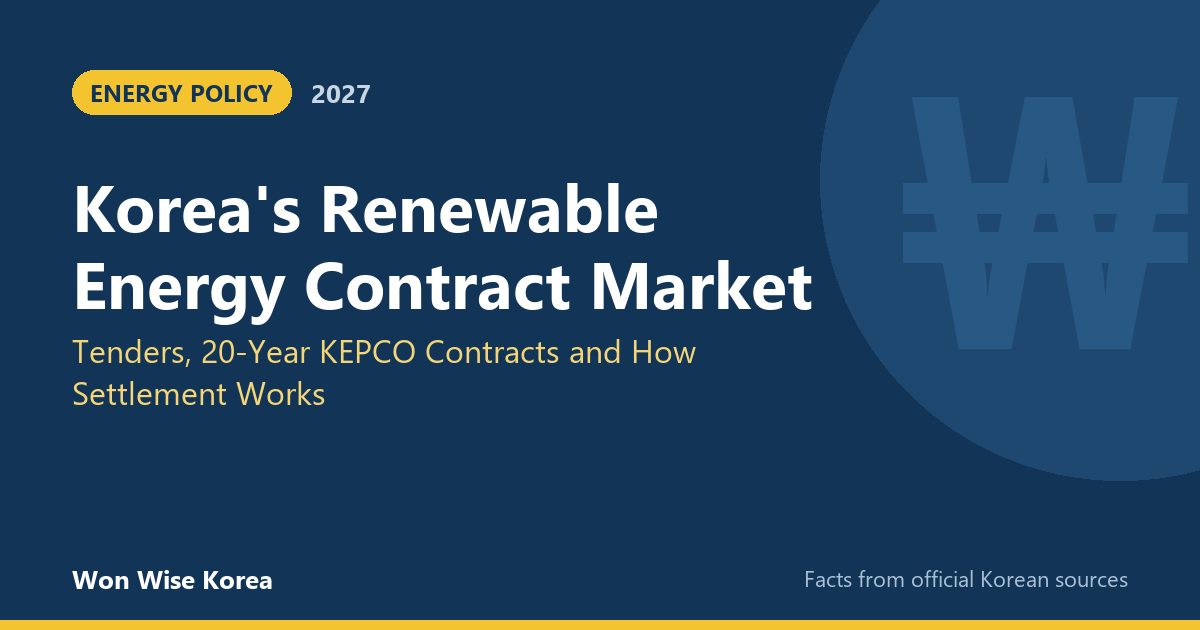 ENERGY POLICY 2027
Korea's Renewable
Energy Contract Market
Tenders, 20-Year KEPCO Contracts and How
Settlement Works
₩
Won Wise Korea
Facts from official Korean sources